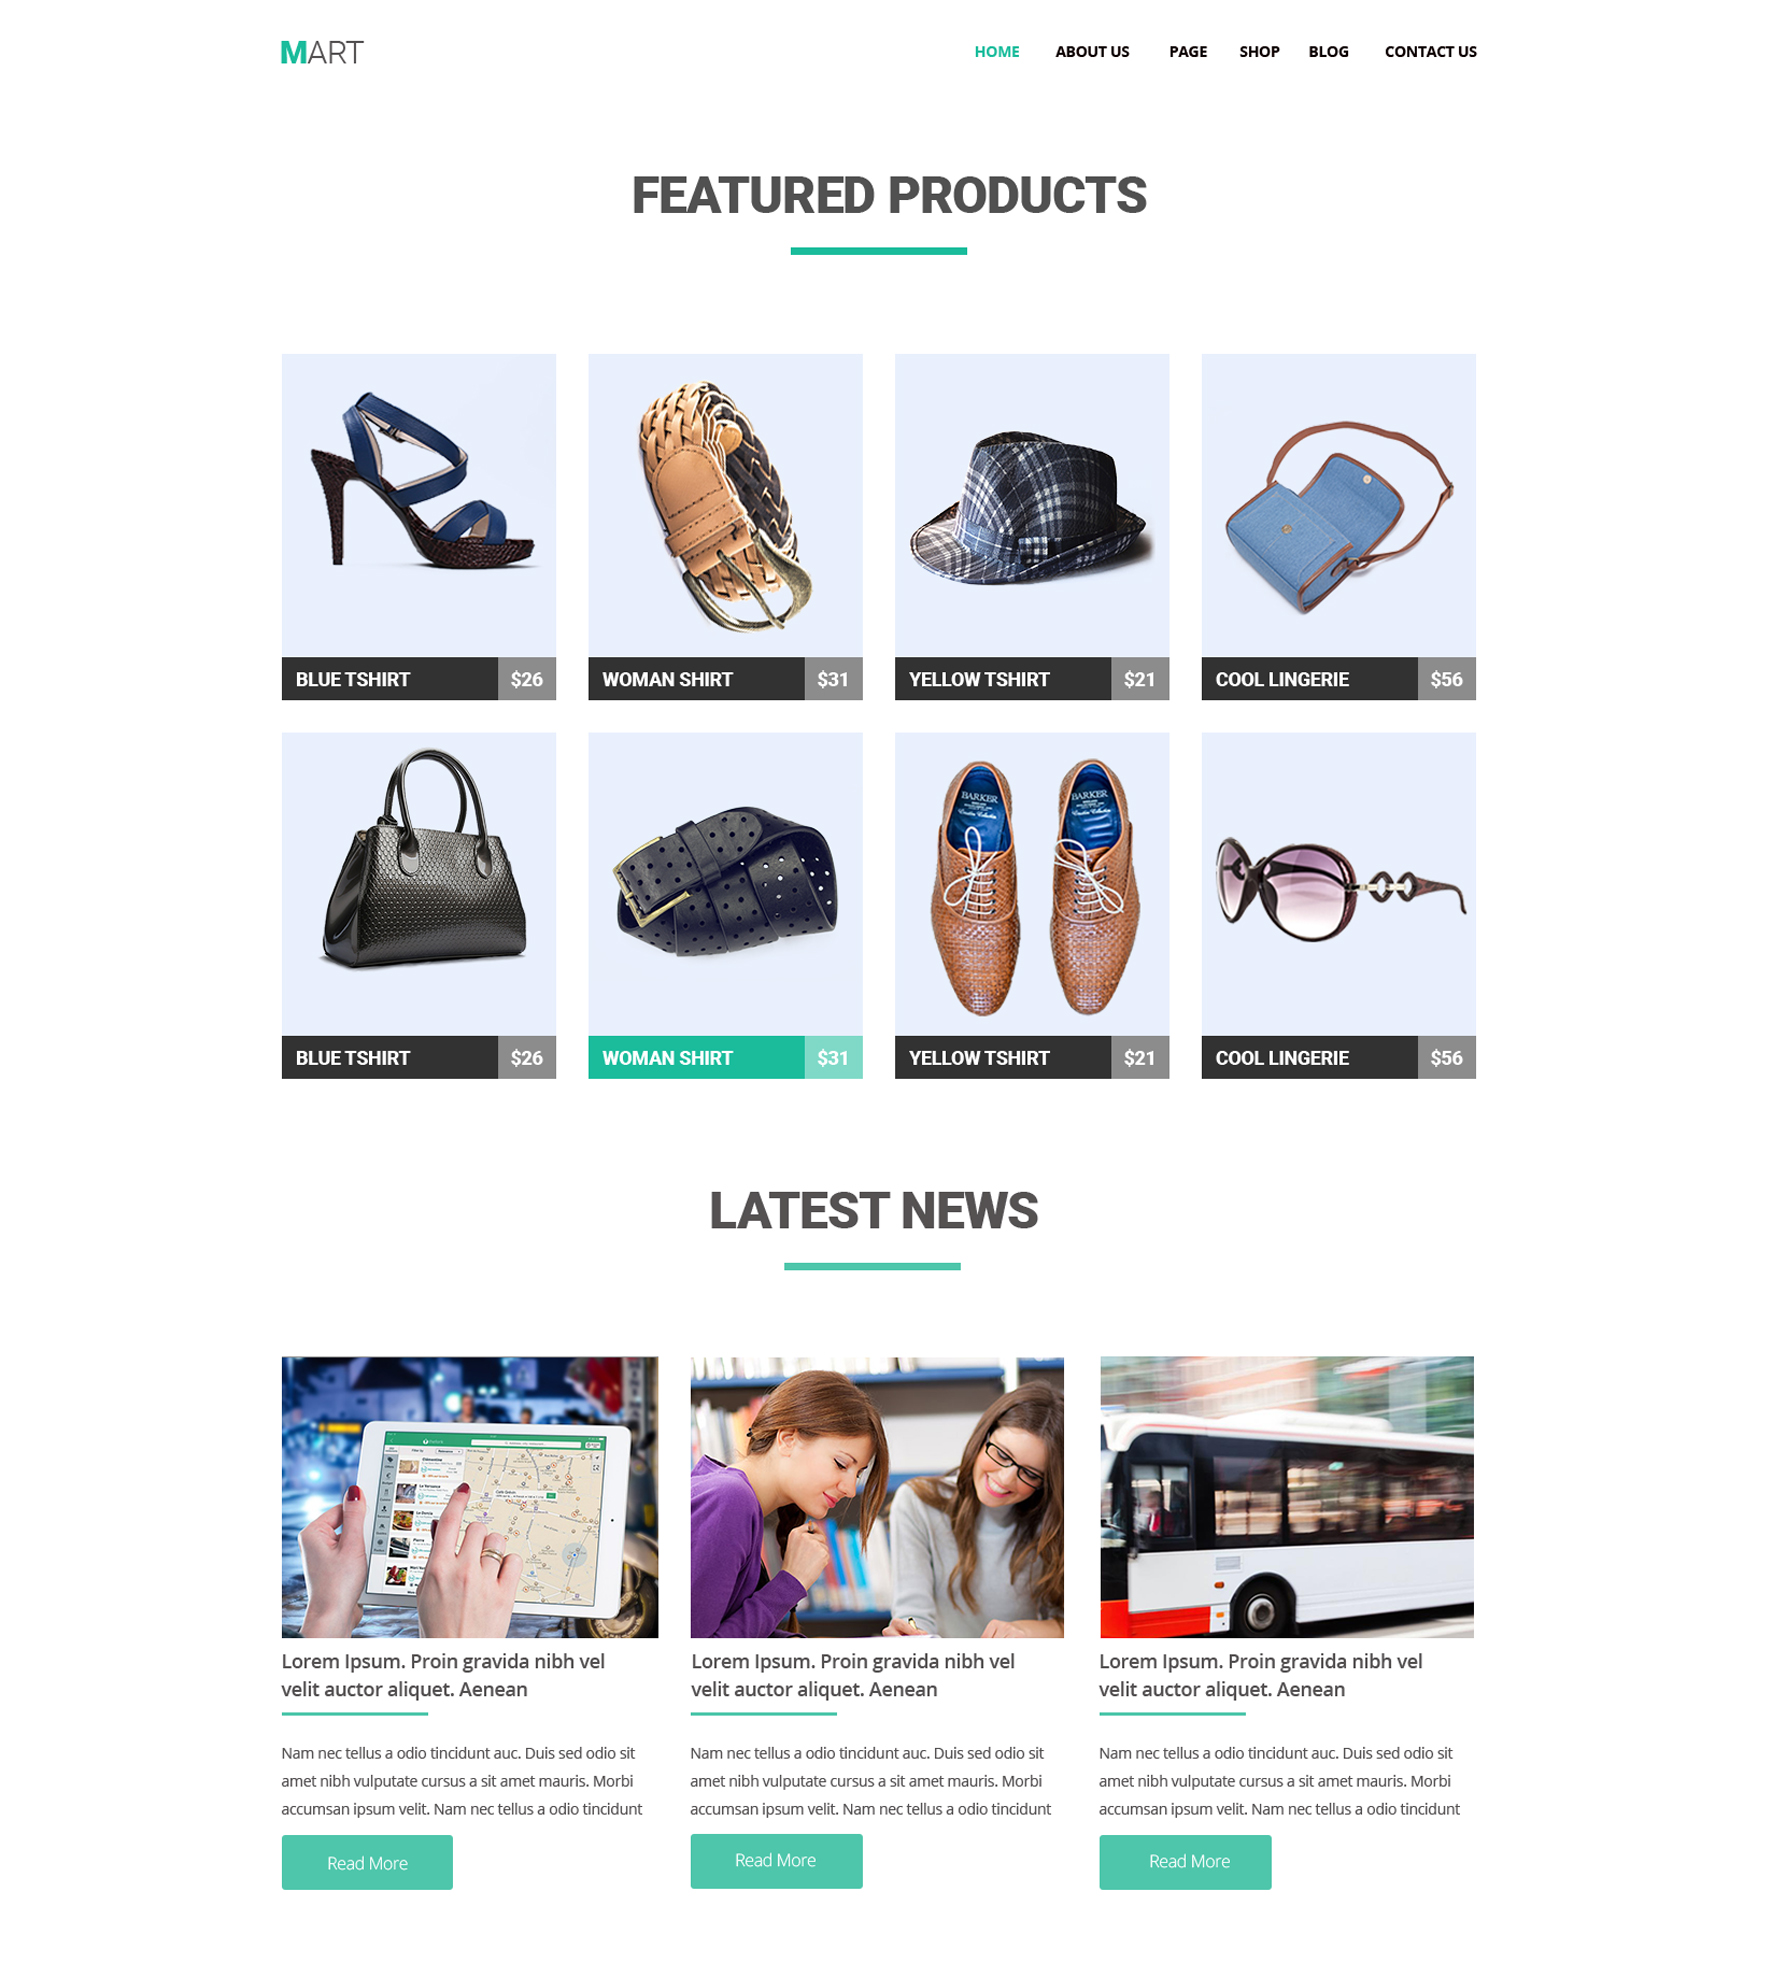 MART
HOME ABOUT US PAGE SHOP BLOG CONTACT US
FEATURED PRODUCTS
BLUE TSHIRT $26
WOMAN SHIRT $31
YELLOW TSHIRT $21
COOL LINGERIE $56
BARKER
BARKER
BLUE TSHIRT $26
WOMAN SHIRT $31
YELLOW TSHIRT $21
COOL LINGERIE $56
LATEST NEWS
Lorem Ipsum. Proin gravida nibh vel
velit auctor aliquet. Aenean
Nam nec tellus a odio tincidunt auc. Duis sed odio sit
amet nibh vulputate cursus a sit amet mauris. Morbi
accumsan ipsum velit. Nam nec tellus a odio tincidunt
Read More
Lorem Ipsum. Proin gravida nibh vel
velit auctor aliquet. Aenean
Nam nec tellus a odio tincidunt auc. Duis sed odio sit
amet nibh vulputate cursus a sit amet mauris. Morbi
accumsan ipsum velit. Nam nec tellus a odio tincidunt
Read More
Lorem Ipsum. Proin gravida nibh vel
velit auctor aliquet. Aenean
Nam nec tellus a odio tincidunt auc. Duis sed odio sit
amet nibh vulputate cursus a sit amet mauris. Morbi
accumsan ipsum velit. Nam nec tellus a odio tincidunt
Read More